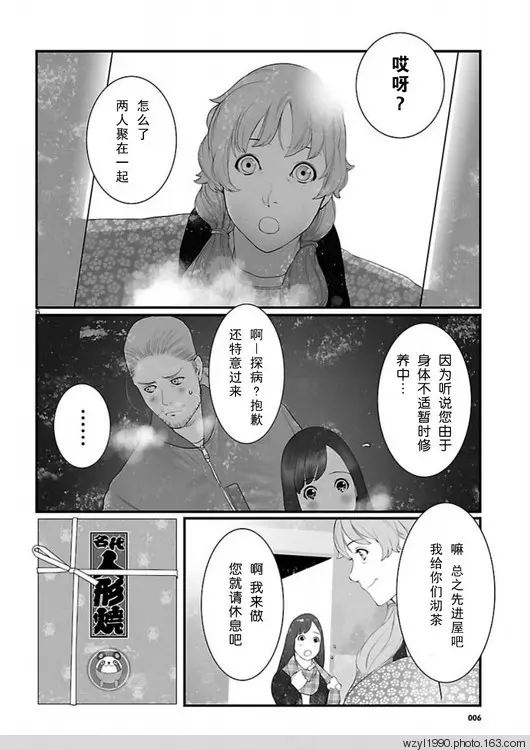 哎呀？
怎么了
两人聚在一起
因为听说您由于
身体不适暂时修
养中…
啊－探病？抱歉
还特意过来
……
名代
人形焼
嘛 总之先进屋吧
我给你们沏茶
啊 我来做
您就请休息吧
006
www.wzyl1990.photo.163.com